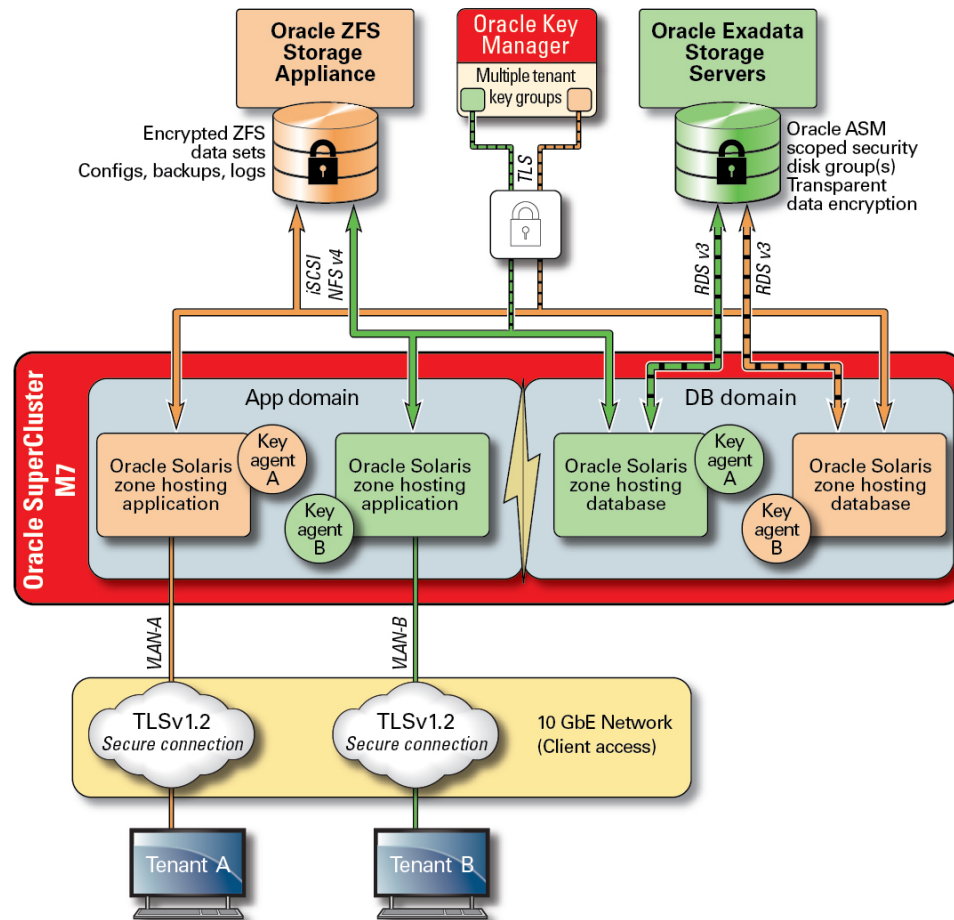 Oracle ZFS
Storage
Appliance
Oracle Key
Manager
Multiple tenant
key groups
Oracle Exadata
Storage
Servers
Encrypted ZFS
data sets
Configs, backups, logs
TLS
Oracle ASM
scoped security
disk group(s)
Transparent
data encryption
iSCSI
NFS v4
RDS v3
RDS v3
Oracle SuperCluster
M7
App domain
DB domain
Oracle Solaris
zone hosting
application
Key
agent
A
Oracle Solaris
zone hosting
application
Key
agent
B
Oracle Solaris
zone hosting
database
Key
agent
A
Oracle Solaris
zone hosting
database
Key
agent
B
VLAN-A
VLAN-B
TLSv1.2
Secure connection
TLSv1.2
Secure connection
10 GbE Network
(Client access)
Tenant A
Tenant B